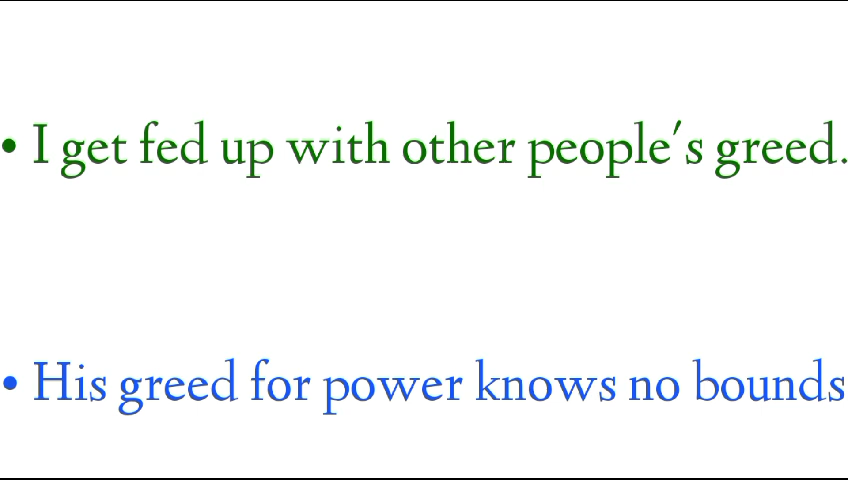 • I get fed up with other people's greed.
• His greed for power knows no bounds